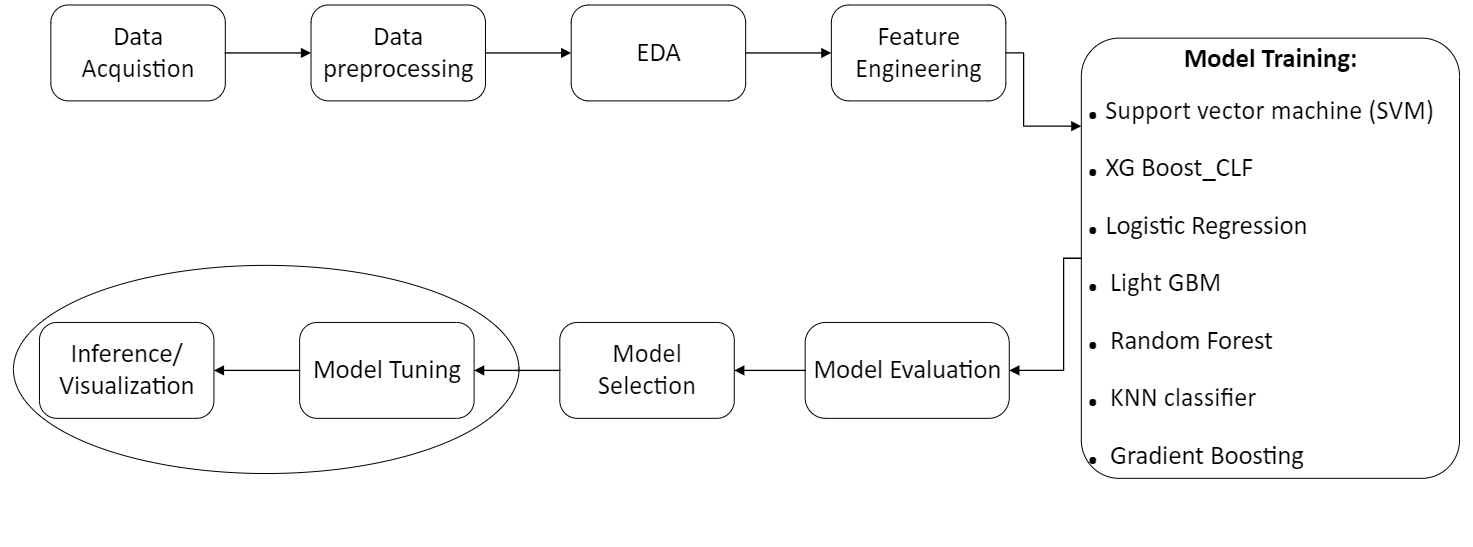 Data
Acquistion
Data
preprocessing
EDA
Feature
Engineering
Model Training:
• Support vector machine (SVM)
• XG Boost_CLF
• Logistic Regression
• Light GBM
• Random Forest
• KNN classifier
• Gradient Boosting
Model Evaluation
Model
Selection
Model Tuning
Inference/
Visualization